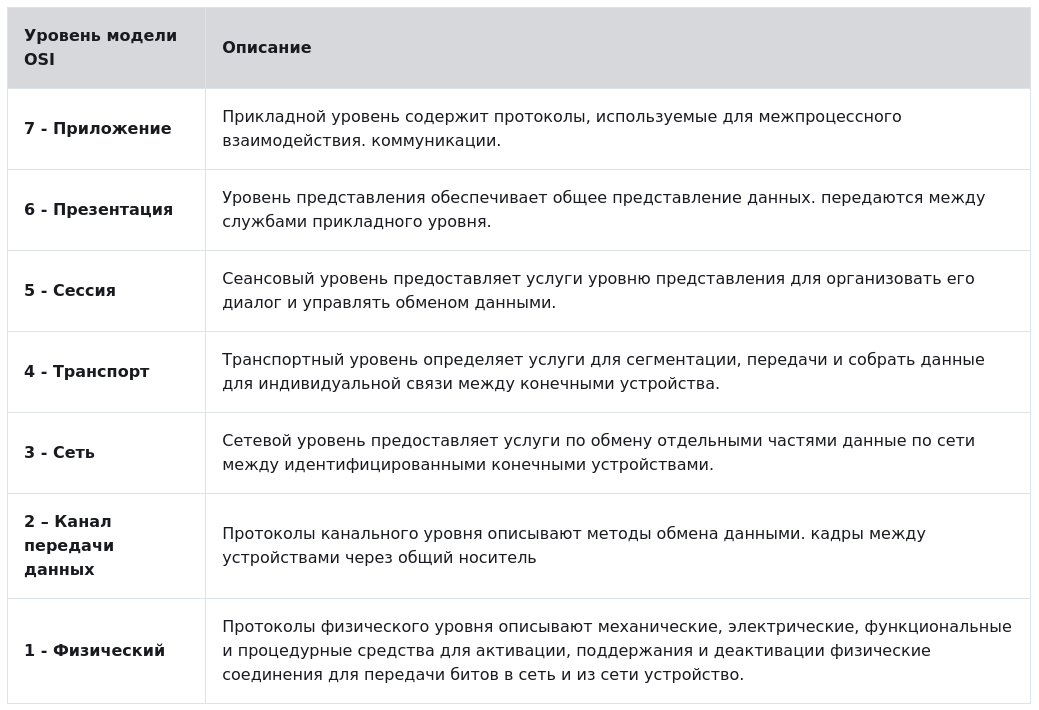 Уровень модели
OSI
Описание
7 - Приложение
Прикладной уровень содержит протоколы, используемые для межпроцессного
взаимодействия. коммуникации.
6 - Презентация
Уровень представления обеспечивает общее представление данных. передаются между
службами прикладного уровня.
5 - Сессия
Сеансовый уровень предоставляет услуги уровню представления для организовать его
диалог и управлять обменом данными.
4 - Транспорт
Транспортный уровень определяет услуги для сегментации, передачи и собрать данные
для индивидуальной связи между конечными устройства.
3 - Сеть
Сетевой уровень предоставляет услуги по обмену отдельными частями данные по сети
между идентифицированными конечными устройствами.
2 – Канал
передачи
данных
Протоколы канального уровня описывают методы обмена данными. кадры между
устройствами через общий носитель
1 - Физический
Протоколы физического уровня описывают механические, электрические, функциональные
и процедурные средства для активации, поддержания и деактивации физические
соединения для передачи битов в сеть и из сети устройство.